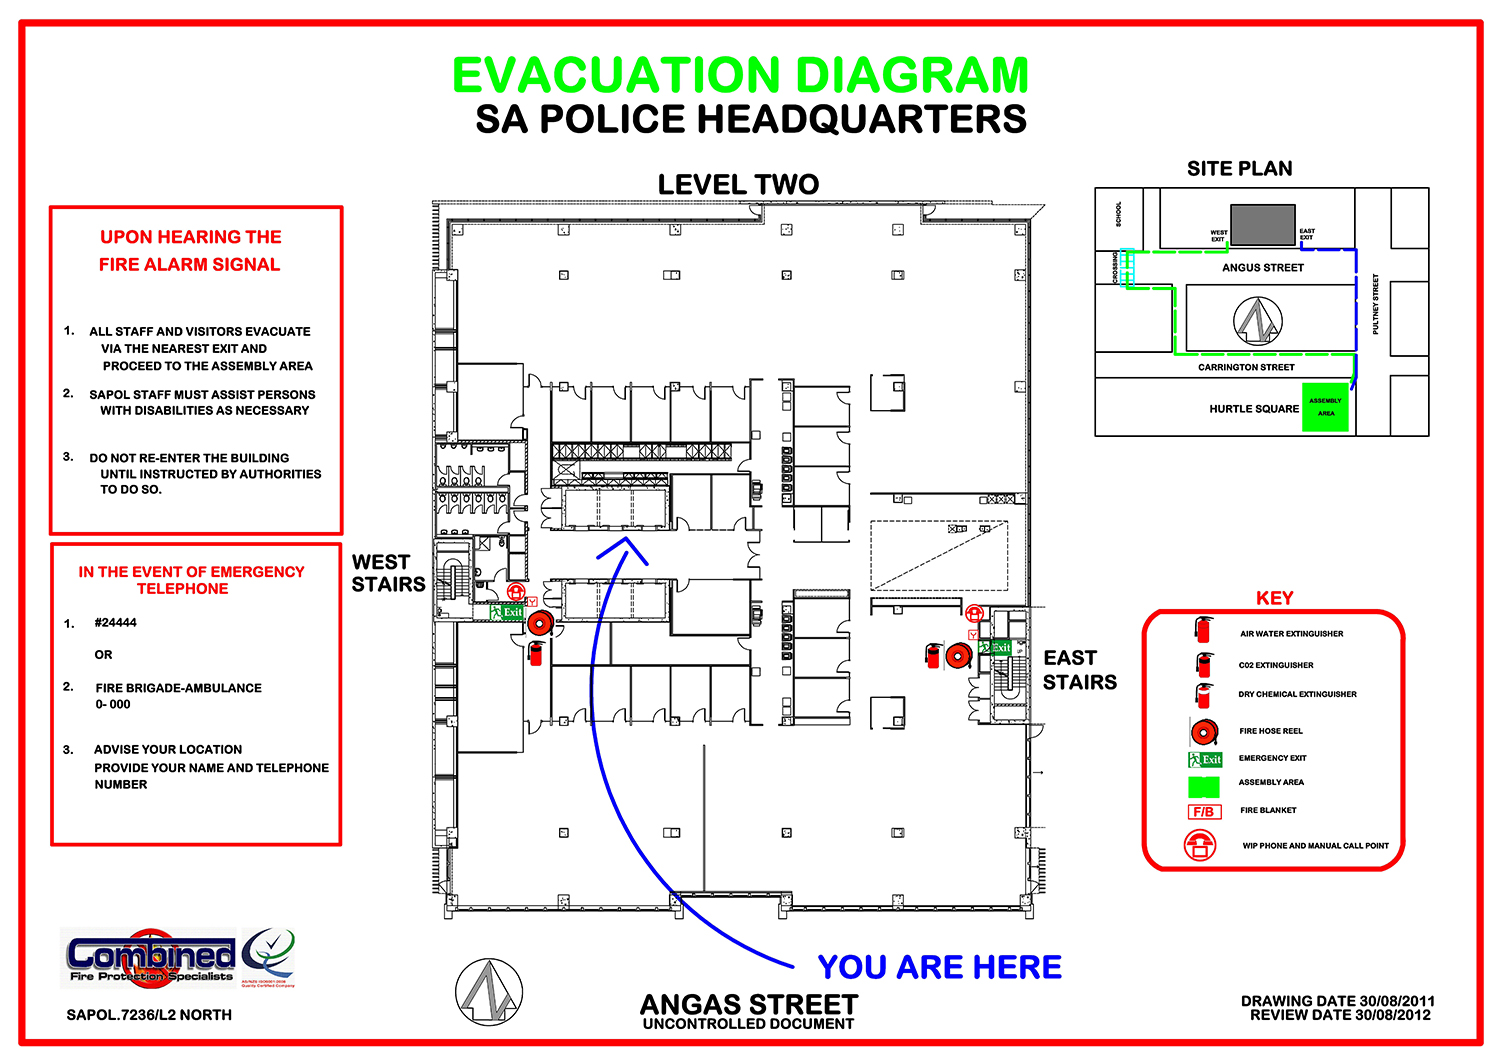 EVACUATION DIAGRAM
SA POLICE HEADQUARTERS
LEVEL TWO
UPON HEARING THE
FIRE ALARM SIGNAL
1. ALL STAFF AND VISITORS EVACUATE
VIA THE NEAREST EXIT AND
PROCEED TO THE ASSEMBLY AREA
2. SAPOL STAFF MUST ASSIST PERSONS
WITH DISABILITIES AS NECESSARY
3. DO NOT RE-ENTER THE BUILDING
UNTIL INSTRUCTED BY AUTHORITIES
TO DO SO.
IN THE EVENT OF EMERGENCY
TELEPHONE
1. #24444
OR
2. FIRE BRIGADE-AMBULANCE
0- 000
3. ADVISE YOUR LOCATION
PROVIDE YOUR NAME AND TELEPHONE
NUMBER
WEST
STAIRS
Exit
Exit
EAST
STAIRS
YOU ARE HERE
SITE PLAN
SCHOOL
WEST
EXIT
EAST
EXIT
CROSSING
ANGUS STREET
PULTNEY STREET
CARRINGTON STREET
HURTLE SQUARE
ASSEMBLY
AREA
KEY
AIR WATER EXTINGUISHER
C02 EXTINGUISHER
DRY CHEMICAL EXTINGUISHER
FIRE HOSE REEL
Exit
EMERGENCY EXIT
ASSEMBLY AREA
F/B
FIRE BLANKET
WIP PHONE AND MANUAL CALL POINT
Combined
Fire Protection Specialists
Quality Certified Company
SAPOL.7236/L2 NORTH
ANGAS STREET
UNCONTROLLED DOCUMENT
DRAWING DATE 30/08/2011
REVIEW DATE 30/08/2012